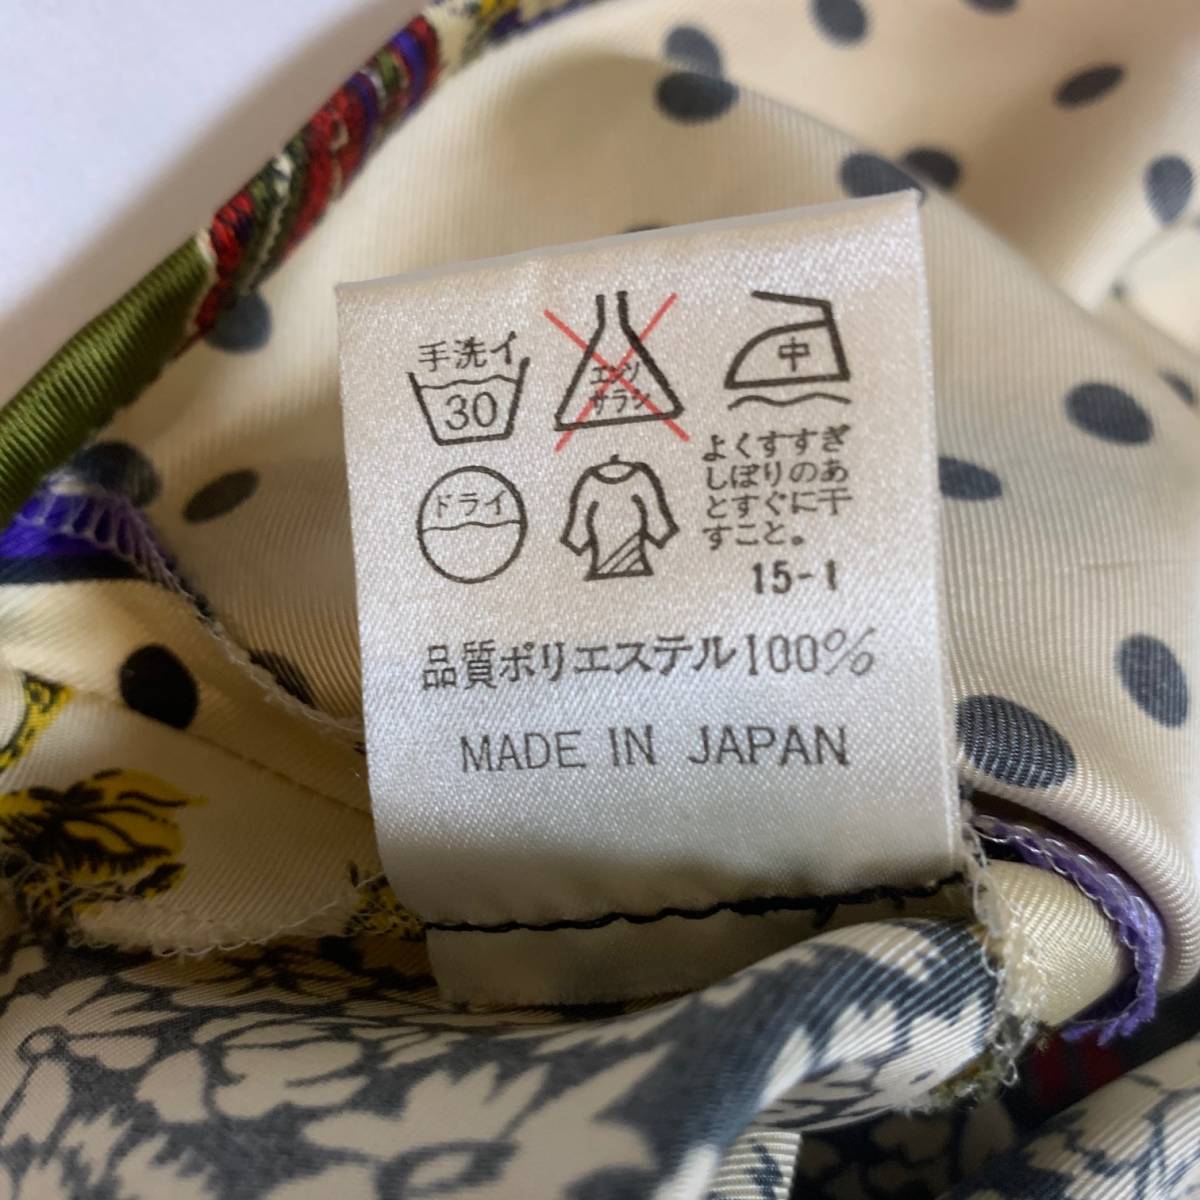 手洗イ
30
エンソ
サラシ
中
ドライ
よくすすぎ
しぼりのあ
とすぐに干
すこと。
15-1
品質ポリエステル100%
MADE IN JAPAN